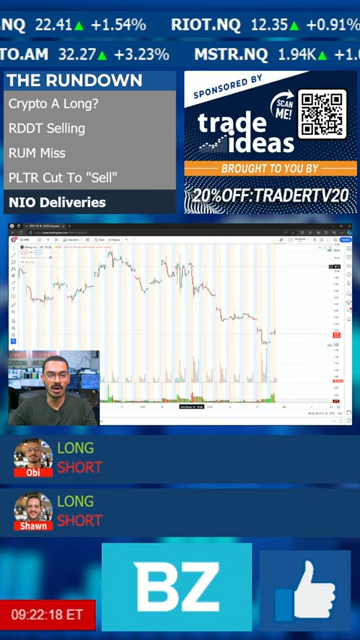 .NQ 22.41▲ +1.54% RIOT.NQ 12.35▲ +0.91%
TO.AM 32.27▲ +3.23% MSTR.NQ 1.94K▲ +1.0
THE RUNDOWN
Crypto A Long?
RDDT Selling
RUM Miss
PLTR Cut To "Sell"
NIO Deliveries
SPONSORED BY
SCAN ME!
trade ideas
BROUGHT TO YOU BY
20%OFF:TRADERTV20
LONG
SHORT
Obi
LONG
SHORT
Shawn
BZ
09:22:18 ET